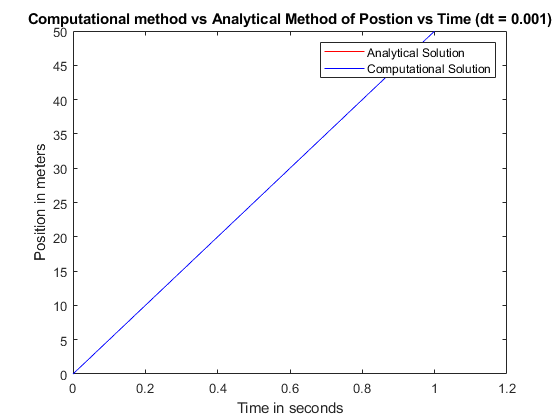 Computational method vs Analytical Method of Postion vs Time (dt = 0.001)
50
45
40
35
30
25
20
15
10
5
0
Position in meters
Analytical Solution
Computational Solution
0 0.2 0.4 0.6 0.8 1 1.2
Time in seconds